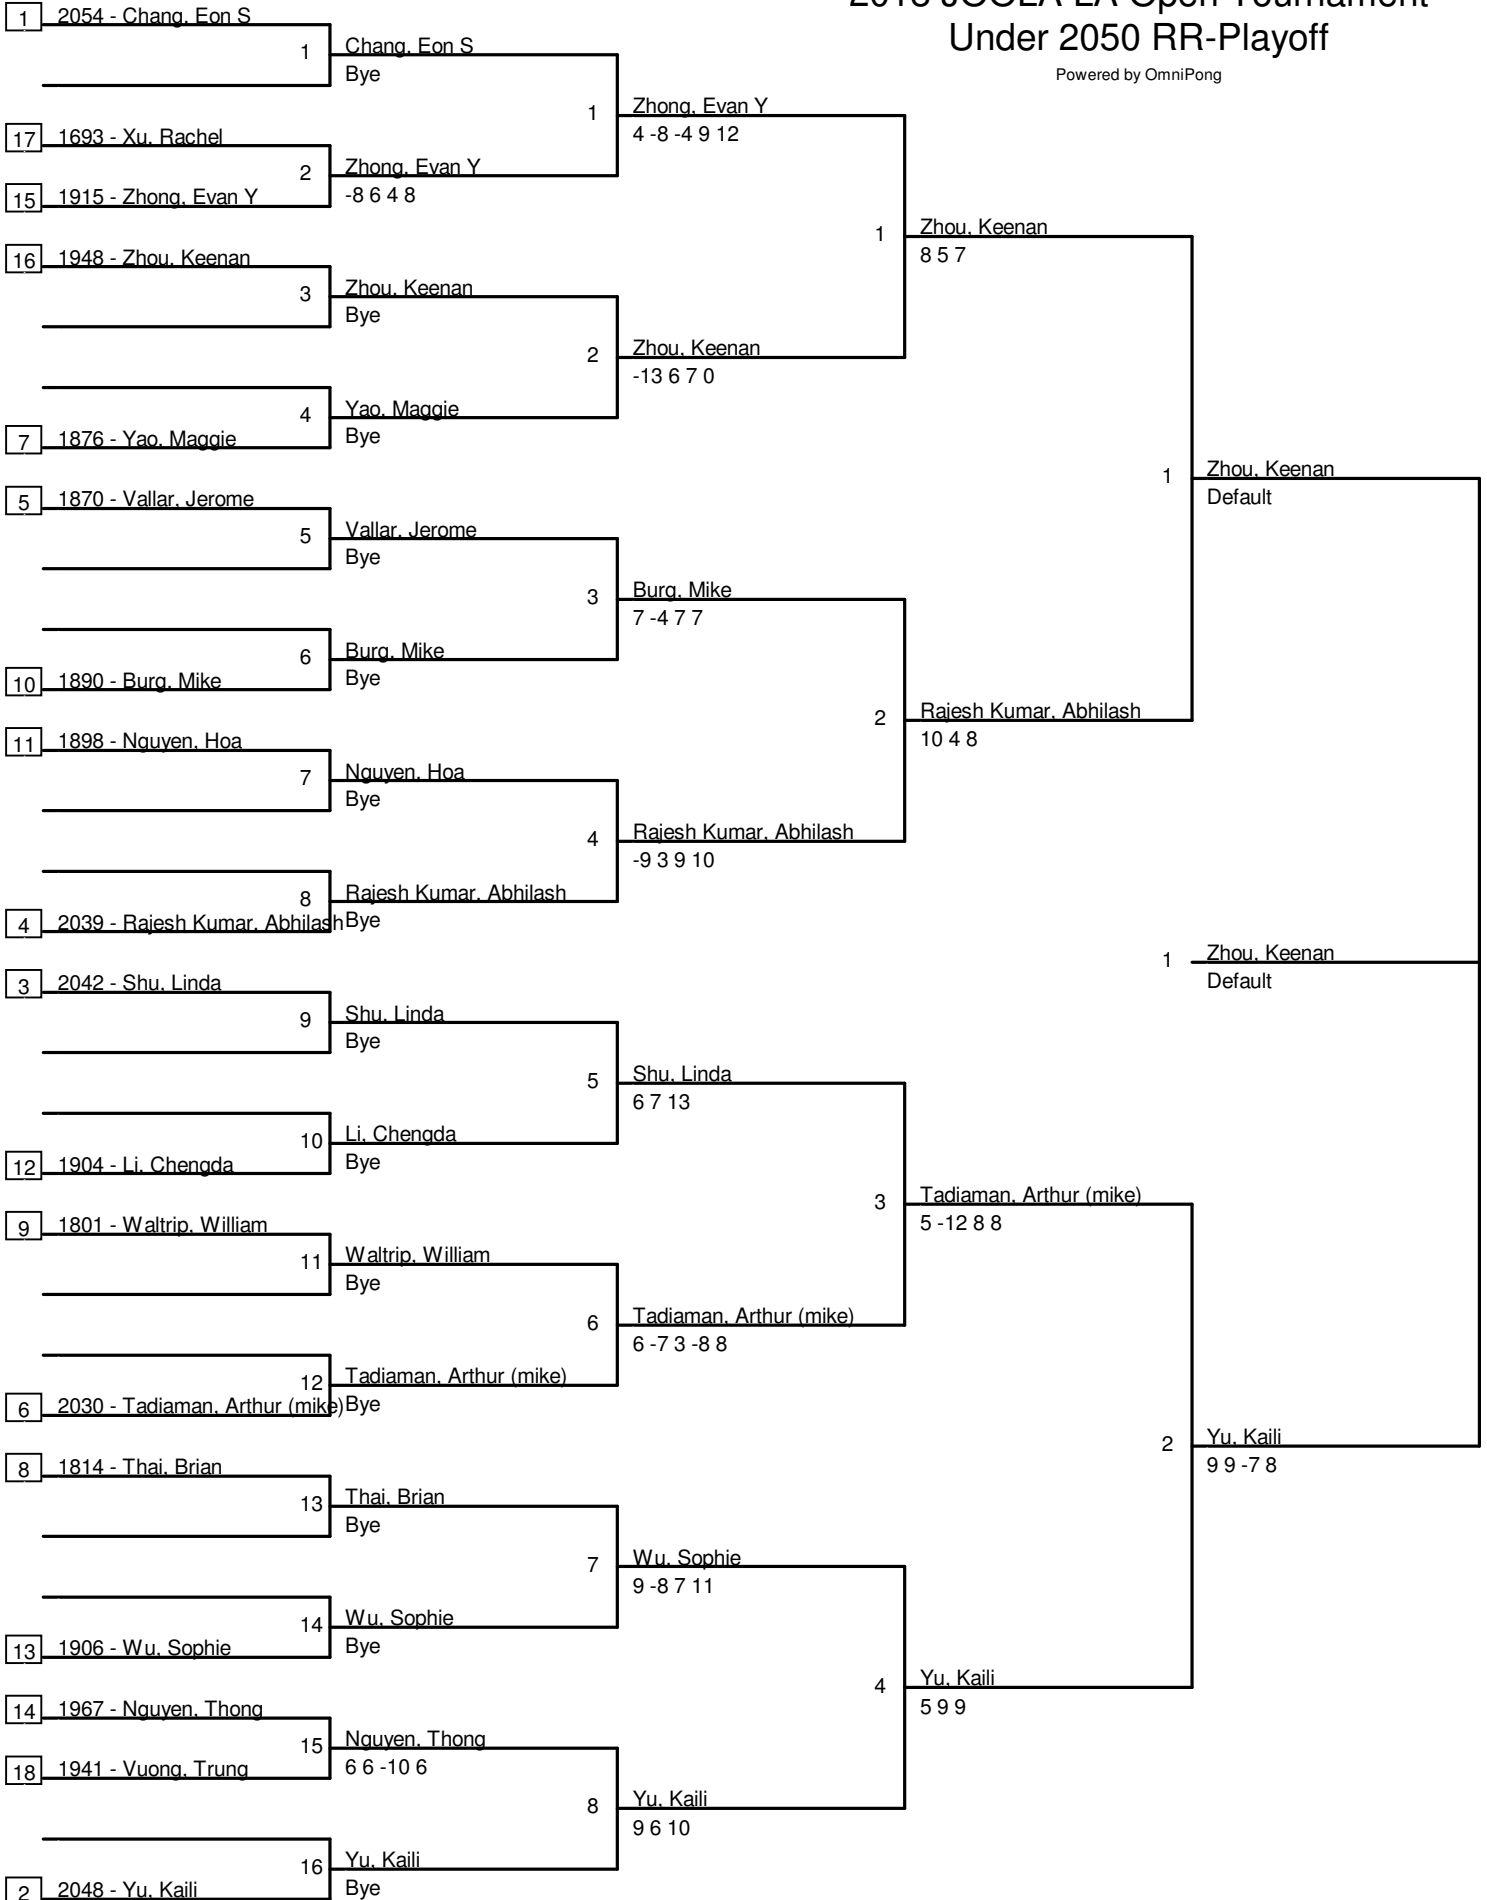 Under 2050 RR-Playoff
Powered by OmniPong
1 2054 - Chang, Eon S
1 Chang, Eon S
Bye
1 Zhong, Evan Y
4 -8 -4 9 12
17 1693 - Xu, Rachel
2 Zhong, Evan Y
-8 6 4 8
15 1915 - Zhong, Evan Y
1 Zhou, Keenan
8 5 7
16 1948 - Zhou, Keenan
3 Zhou, Keenan
Bye
2 Zhou, Keenan
-13 6 7 0
4 Yao, Maggie
Bye
7 1876 - Yao, Maggie
1 Zhou, Keenan
Default
5 1870 - Vallar, Jerome
5 Vallar, Jerome
Bye
3 Burg, Mike
7 -4 7 7
6 Burg, Mike
Bye
10 1890 - Burg, Mike
2 Rajesh Kumar, Abhilash
10 4 8
11 1898 - Nguyen, Hoa
7 Nguyen, Hoa
Bye
4 Rajesh Kumar, Abhilash
-9 3 9 10
8 Rajesh Kumar, Abhilash
4 2039 - Rajesh Kumar, Abhilash Bye
1 Zhou, Keenan
Default
3 2042 - Shu, Linda
9 Shu, Linda
Bye
5 Shu, Linda
6 7 13
10 Li, Chengda
Bye
12 1904 - Li, Chengda
3 Tadiaman, Arthur (mike)
5 -12 8 8
9 1801 - Waltrip, William
11 Waltrip, William
Bye
6 Tadiaman, Arthur (mike)
6 -7 3 -8 8
12 Tadiaman, Arthur (mike)
6 2030 - Tadiaman, Arthur (mike) Bye
2 Yu, Kaili
9 9 -7 8
8 1814 - Thai, Brian
13 Thai, Brian
Bye
7 Wu, Sophie
9 -8 7 11
14 Wu, Sophie
Bye
13 1906 - Wu, Sophie
4 Yu, Kaili
5 9 9
14 1967 - Nguyen, Thong
15 Nguyen, Thong
6 6 -10 6
18 1941 - Vuong, Trung
8 Yu, Kaili
9 6 10
16 Yu, Kaili
Bye
2 2048 - Yu, Kaili